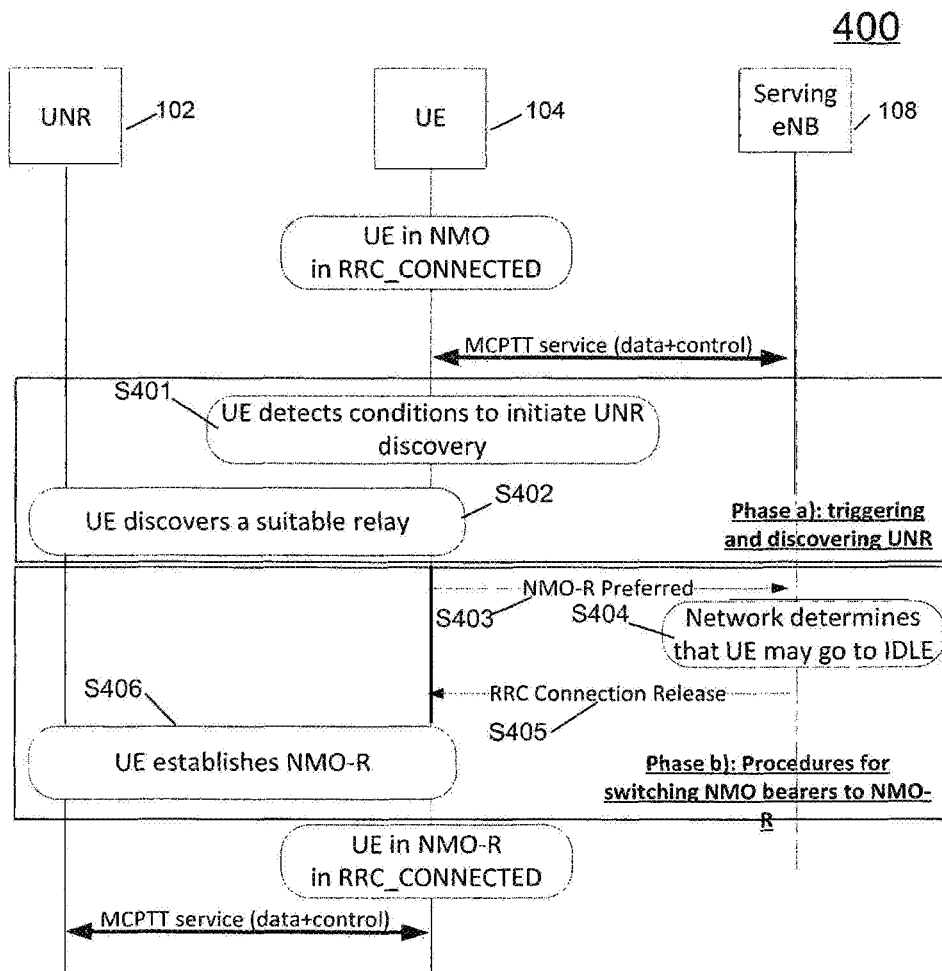 400
UNR
102
UE
104
Serving
eNB
108
UE in NMO
in RRC_CONNECTED
MCPTT service (data+control)
S401
UE detects conditions to initiate UNR
discovery
S402
UE discovers a suitable relay
Phase a): triggering
and discovering UNR
NMO-R Preferred
S403
S404
Network determines
that UE may go to IDLE
RRC Connection Release
S405
S406
UE establishes NMO-R
Phase b): Procedures for
switching NMO bearers to NMO-
R
UE in NMO-R
in RRC_CONNECTED
MCPTT service (data+control)